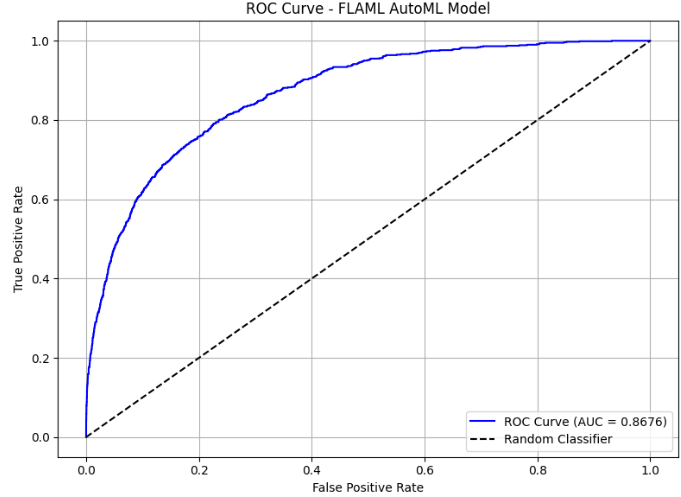 ROC Curve - FLAML AutoML Model
True Positive Rate
1.0
0.8
0.6
0.4
0.2
0.0
0.0 0.2 0.4 0.6 0.8 1.0
False Positive Rate
ROC Curve (AUC = 0.8676)
Random Classifier